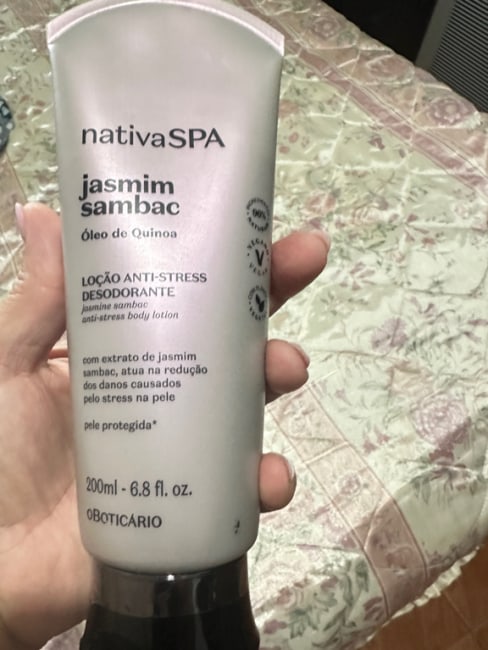 nativaSPA
jasmim
sambac
Óleo de Quinoa
LOÇÃO ANTI-STRESS
DESODORANTE
jasmine sambac
anti-stress body lotion
com extrato de jasmim
sambac, atua na redução
dos danos causados
pelo stress na pele
pele protegida*
200ml - 6.8 fl. oz.
oBOTICÁRIO